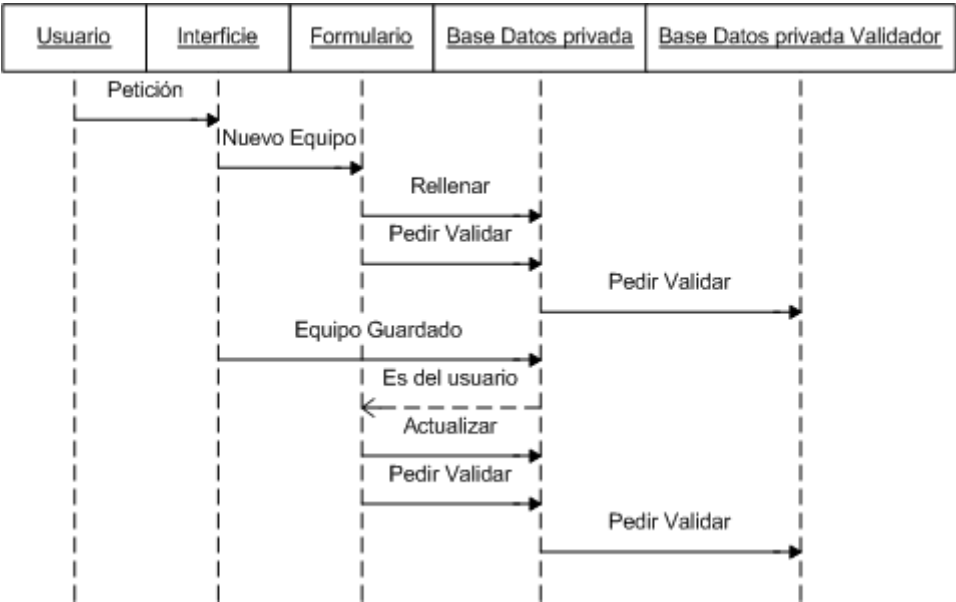 Usuario
Interficie
Formulario
Base Datos privada
Base Datos privada Validador
Petición
Nuevo Equipo
Rellenar
Pedir Validar
Pedir Validar
Equipo Guardado
Es del usuario
Actualizar
Pedir Validar
Pedir Validar